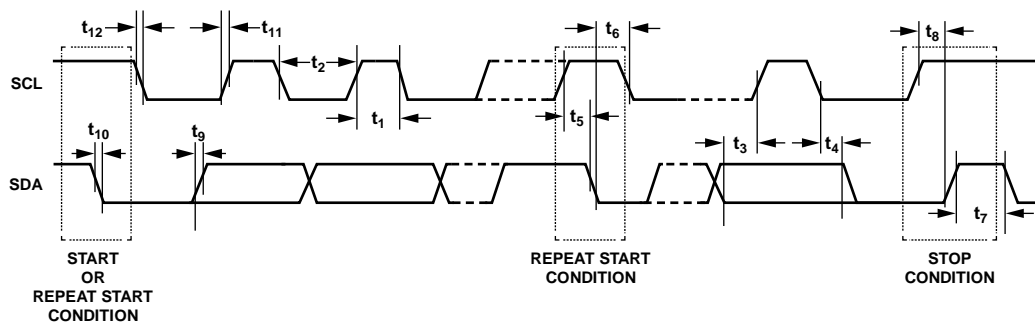 t12
t11
t6
t8
t2
SCL
t1
t5
t10
t9
t3
t4
SDA
t7
START
OR
REPEAT START
CONDITION
REPEAT START
CONDITION
STOP
CONDITION